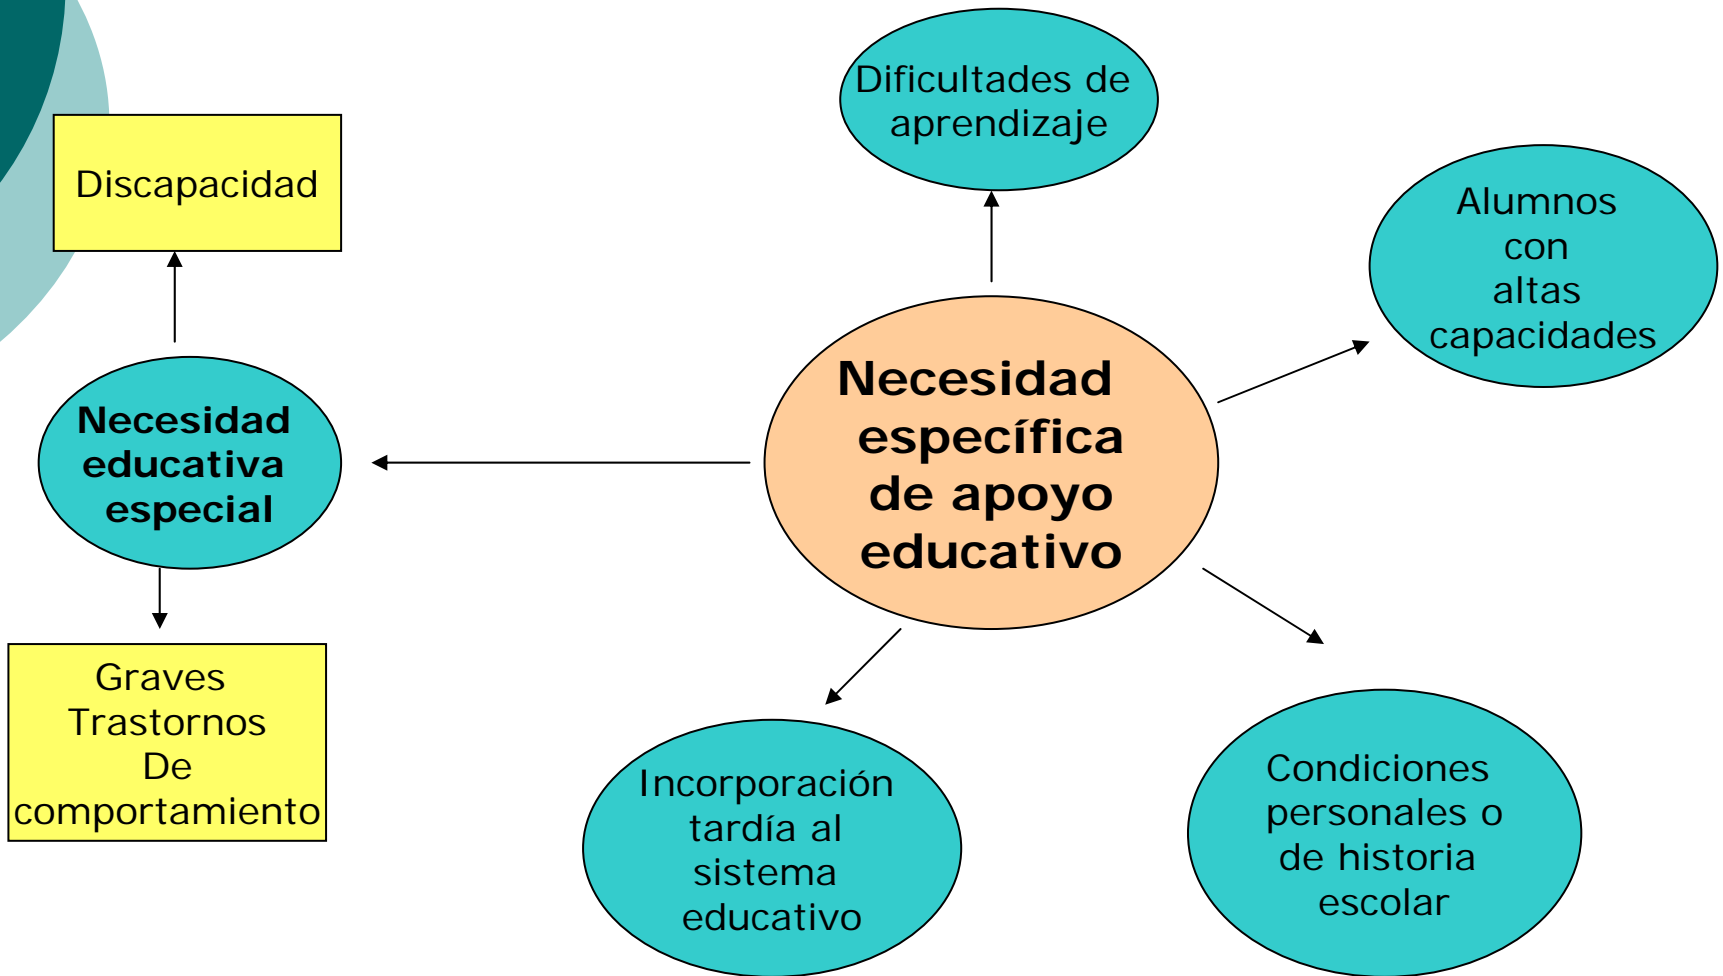 Dificultades de
aprendizaje
Discapacidad
Alumnos
con
altas
capacidades
Necesidad
educativa
especial
Necesidad
específica
de apoyo
educativo
Graves
Trastornos
De
comportamiento
Incorporación
tardía al
sistema
educativo
Condiciones
personales o
de historia
escolar